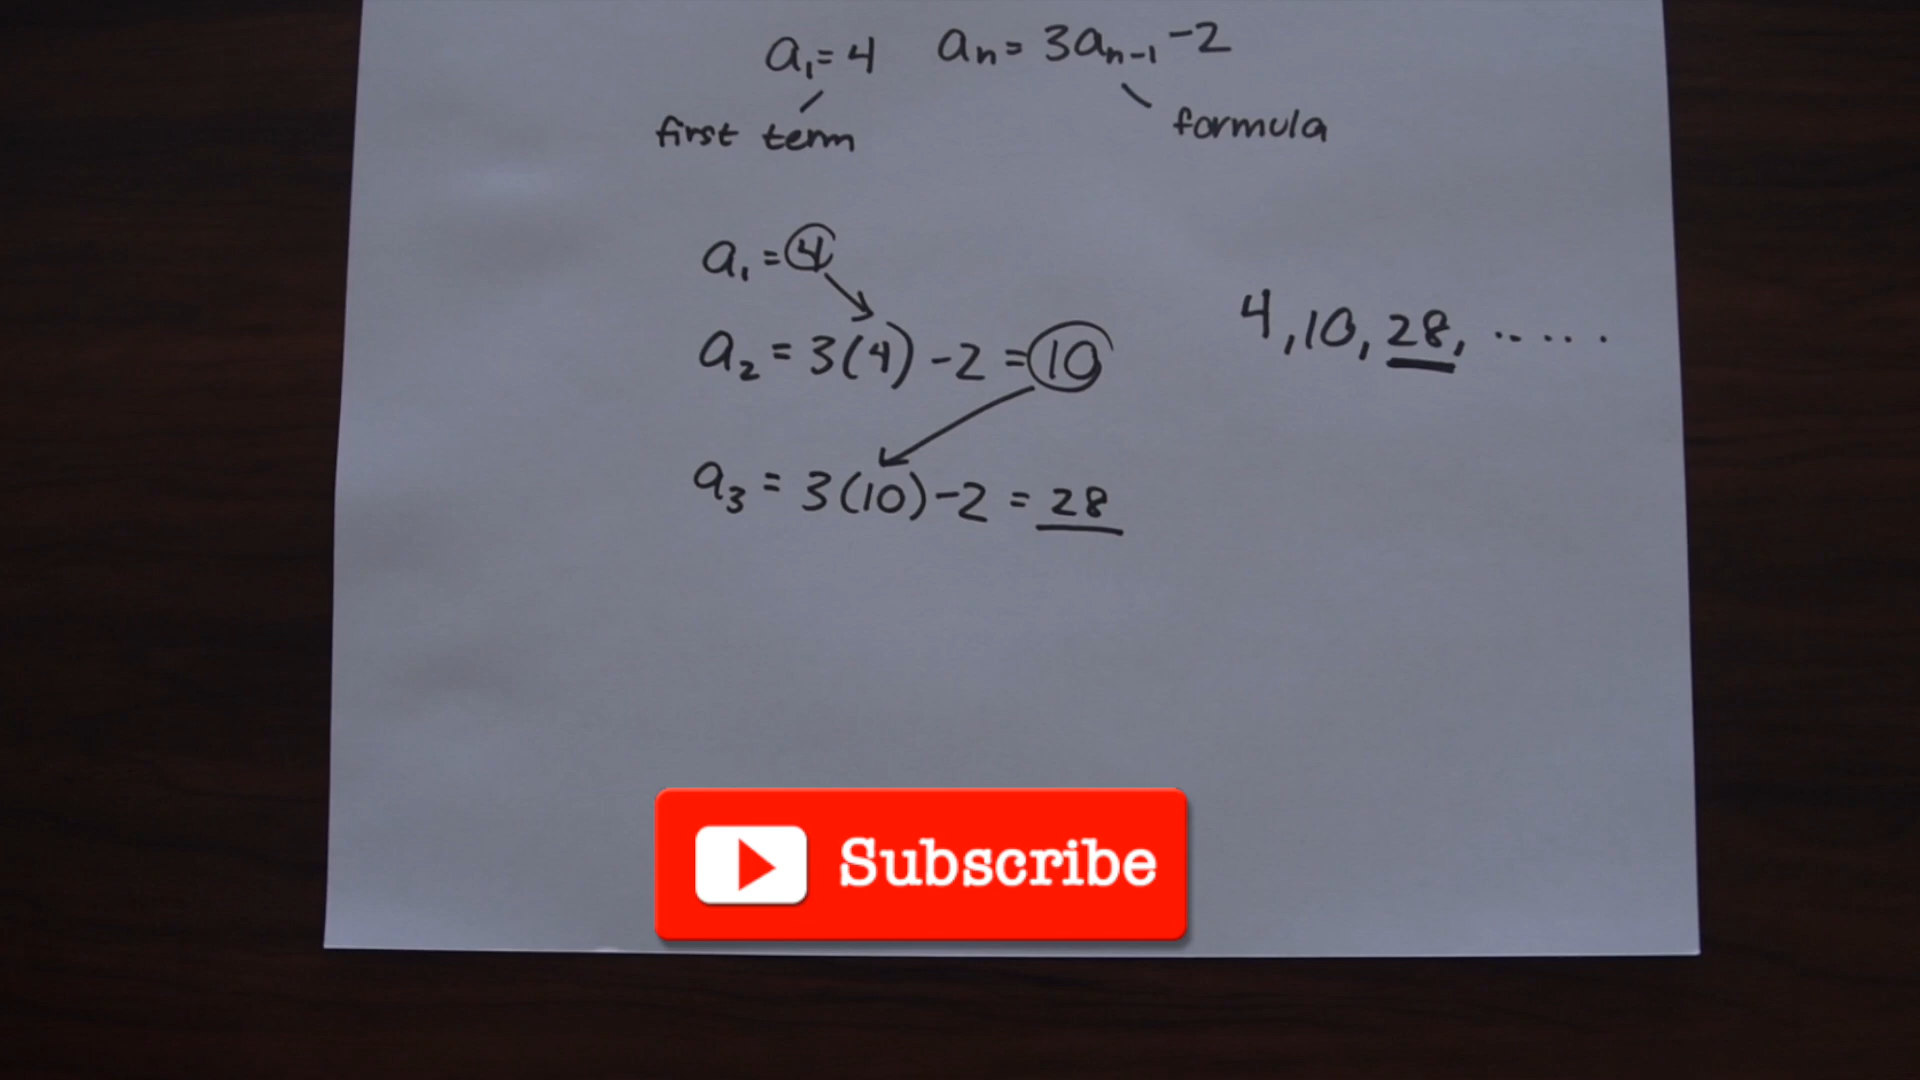 a₁=4 aₙ= 3aₙ₋₁ -2
first term
formula
a₁ =4
a₂ = 3(4) -2 =10
4, 10, 28, .....
a₃ = 3(10) -2 = 28
Subscribe